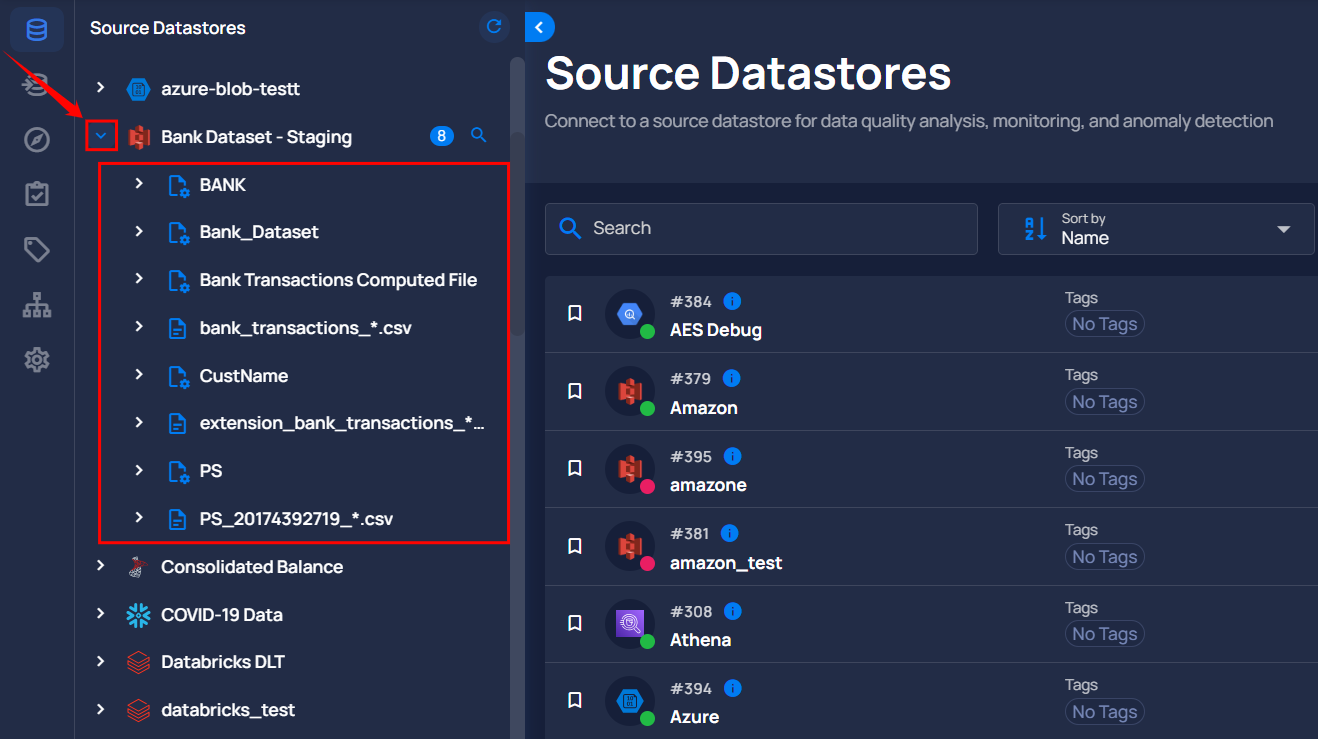 Source Datastores
azure-blob-testt
Bank Dataset - Staging 8
BANK
Bank_Dataset
Bank Transactions Computed File
bank_transactions_*.csv
CustName
extension_bank_transactions_*...
PS
PS_20174392719_*.csv
Consolidated Balance
COVID-19 Data
Databricks DLT
databricks_test
Source Datastores
Connect to a source datastore for data quality analysis, monitoring, and anomaly detection
Search
Sort by
Name
#384
AES Debug
Tags
No Tags
#379
Amazon
Tags
No Tags
#395
amazone
Tags
No Tags
#381
amazon_test
Tags
No Tags
#308
Athena
Tags
No Tags
#394
Azure
Tags
No Tags